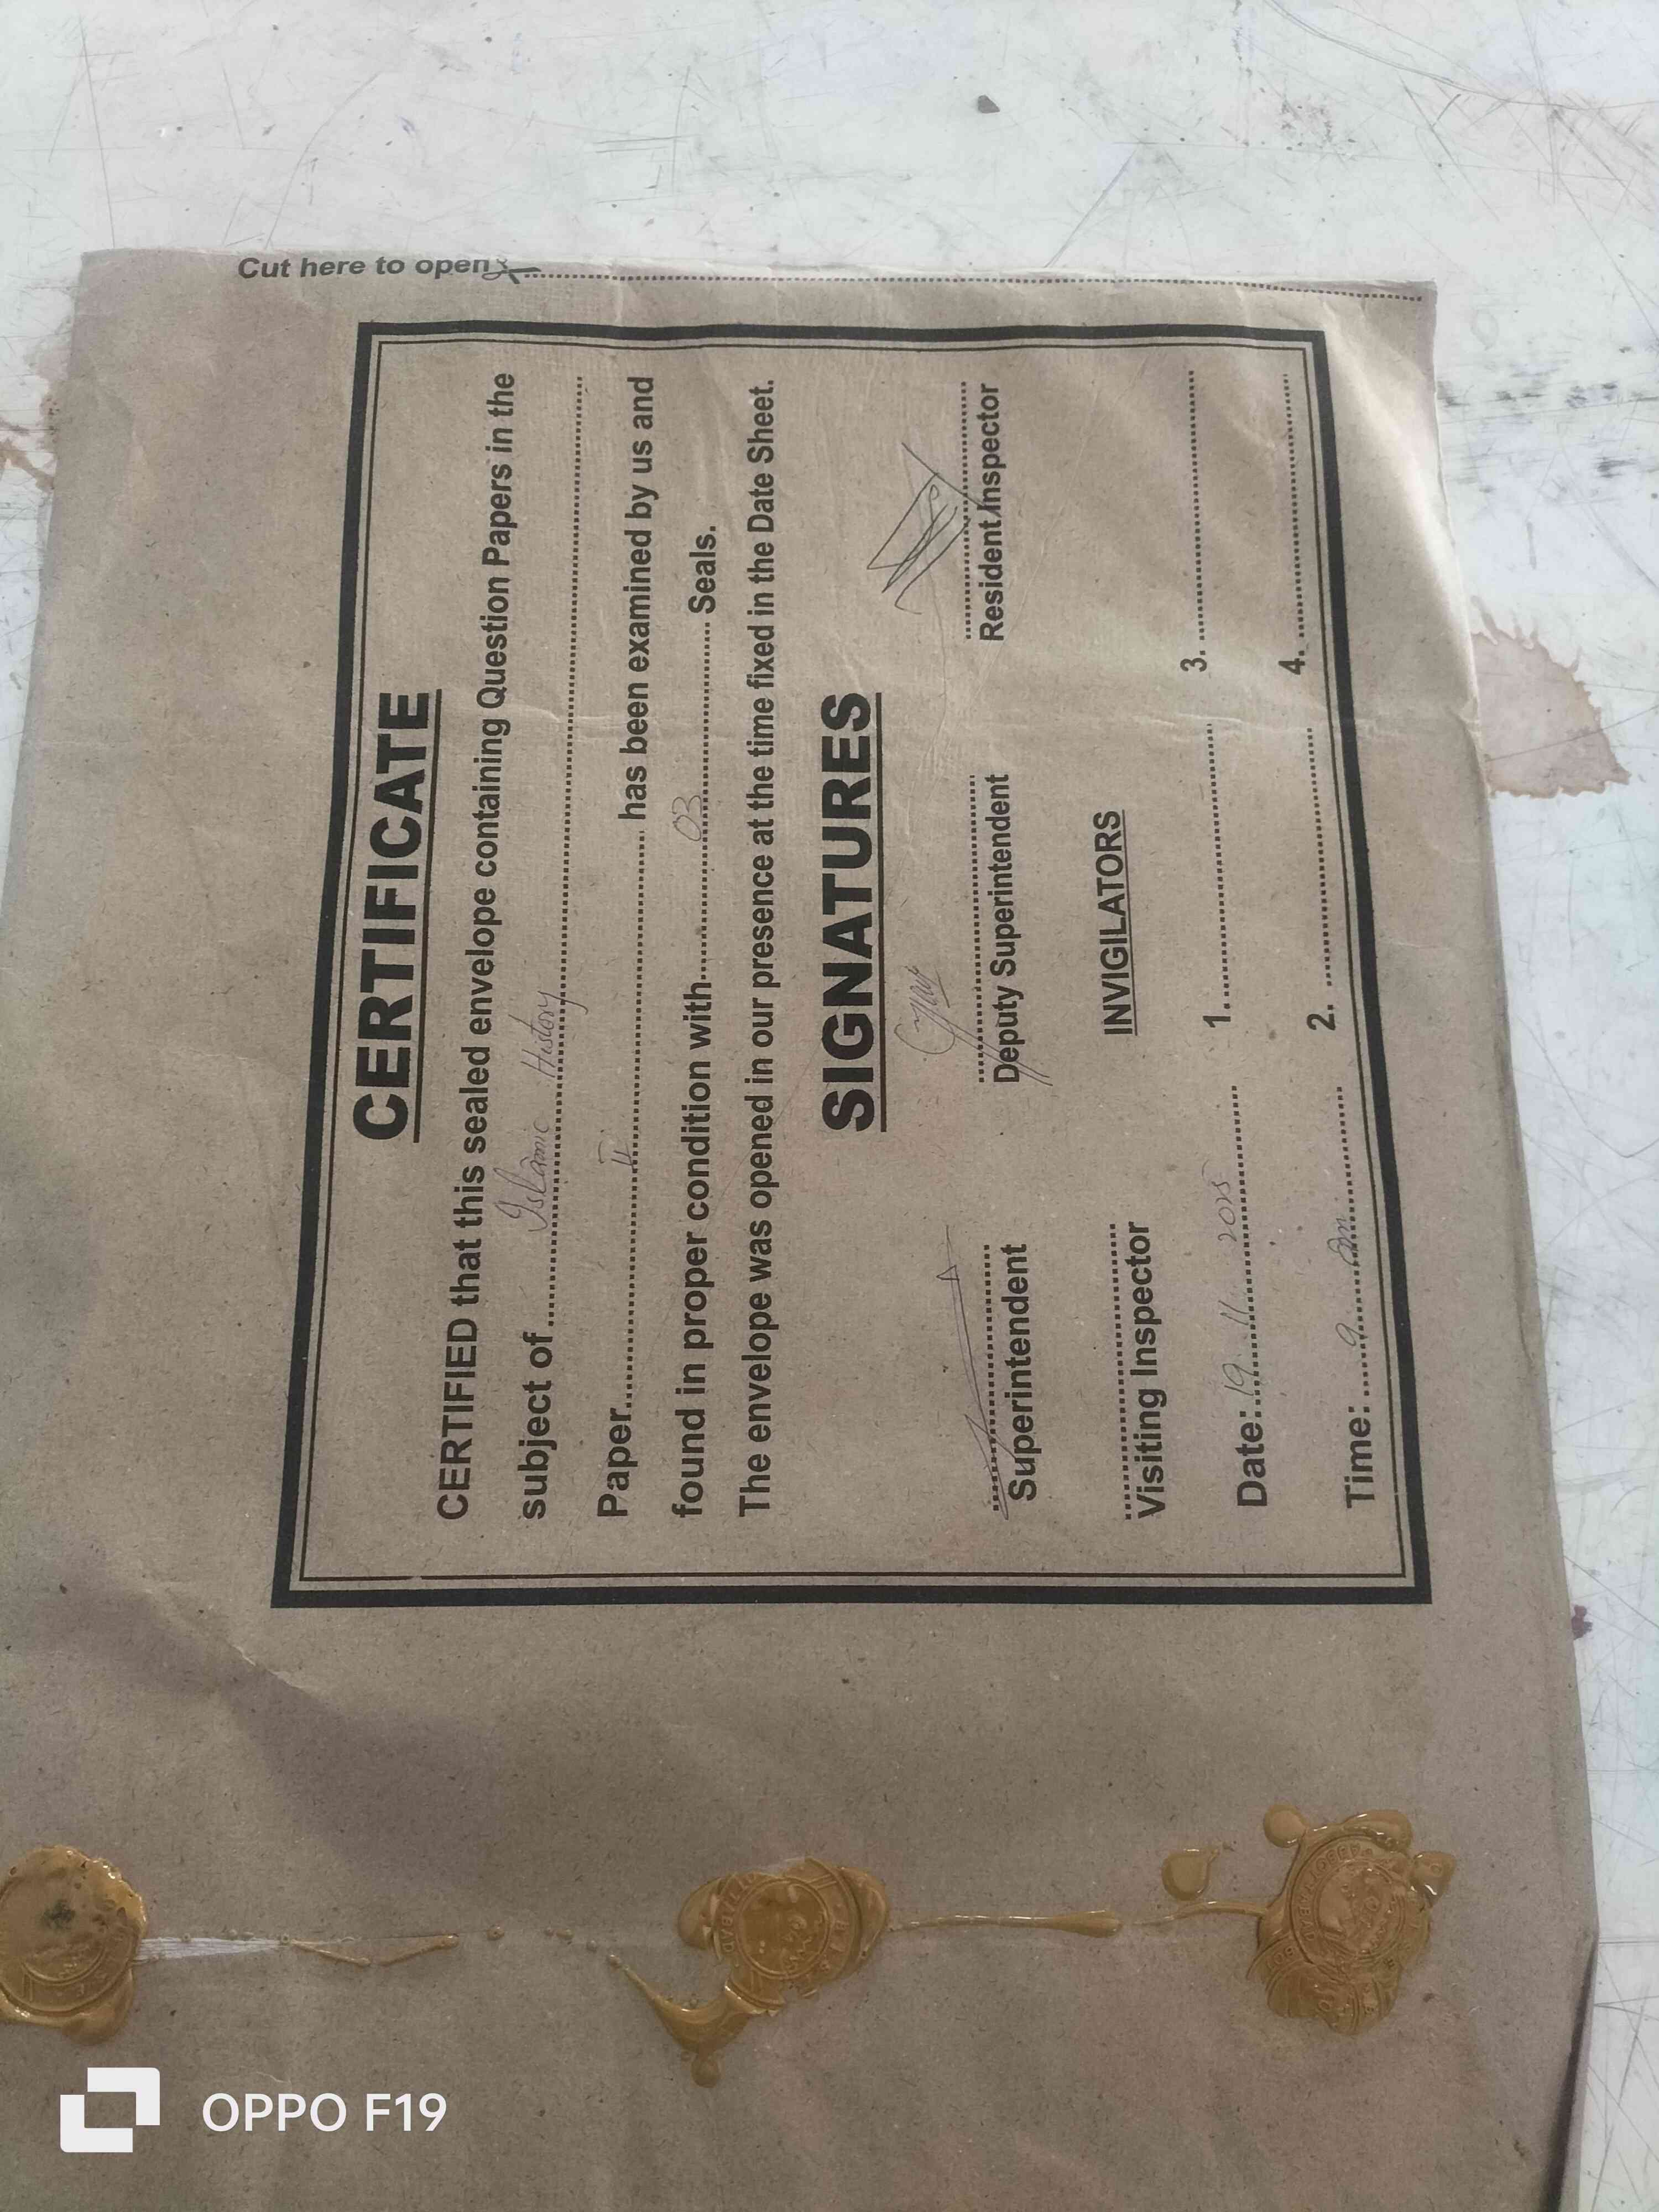 Cut here to open
CERTIFICATE
CERTIFIED that this sealed envelope containing Question Papers in the
subject of Islamic History
Paper II has been examined by us and
found in proper condition with 03 Seals.
The envelope was opened in our presence at the time fixed in the Date Sheet.
SIGNATURES
Superintendent Deputy Superintendent Resident Inspector
Visiting Inspector INVIGILATORS
Date: 19 11 2025 1. 3.
Time: 9 am 2. 4.
OPPO F19